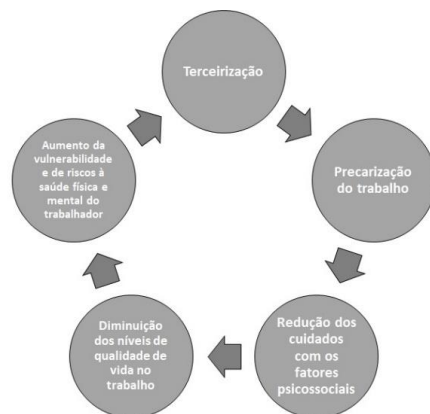 Terceirização
Precarização
do trabalho
Redução dos
cuidados
com os
fatores
psicossociais
Diminuição
dos níveis de
qualidade de
vida no
trabalho
Aumento da
vulnerabilidade
e de riscos à
saúde física e
mental do
trabalhador